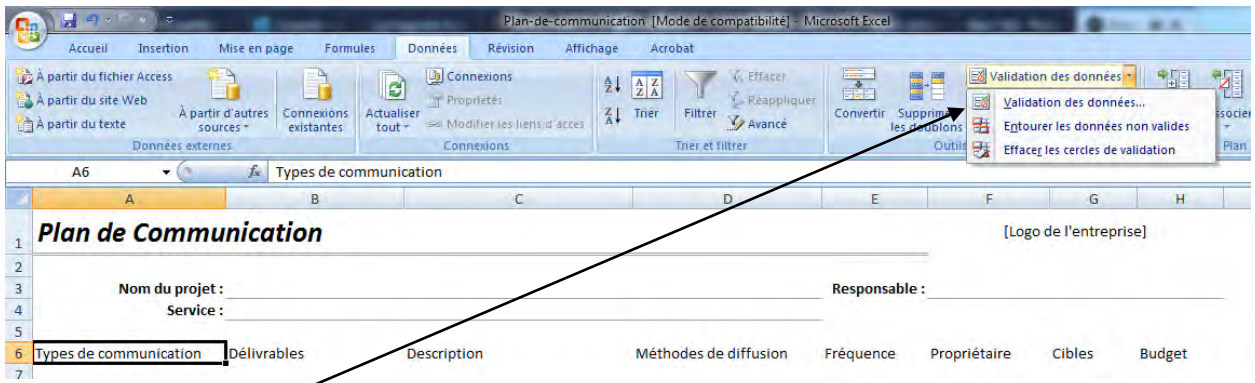 Plan-de-communication [Mode de compatibilité] - Microsoft Excel
Accueil Insertion Mise en page Formules Données Révision Affichage Acrobat
À partir du fichier Access
À partir du site Web
À partir du texte
À partir d'autres sources
Connexions existantes
Données externes
Actualiser tout
Connexions
Propriétés
Modifier les liens d'accès
Connexions
Trier
Filtrer
Effacer
Réappliquer
Avancé
Trier et filtrer
Convertir
les doublons
Validation des données
Validation des données...
Entourer les données non valides
Effacer les cercles de validation
Plan
A6 fx Types de communication
A B C D E F G H
1 Plan de Communication [Logo de l'entreprise]
2
3 Nom du projet : Responsable :
4 Service :
5
6 Types de communication Délivrables Description Méthodes de diffusion Fréquence Propriétaire Cibles Budget
7